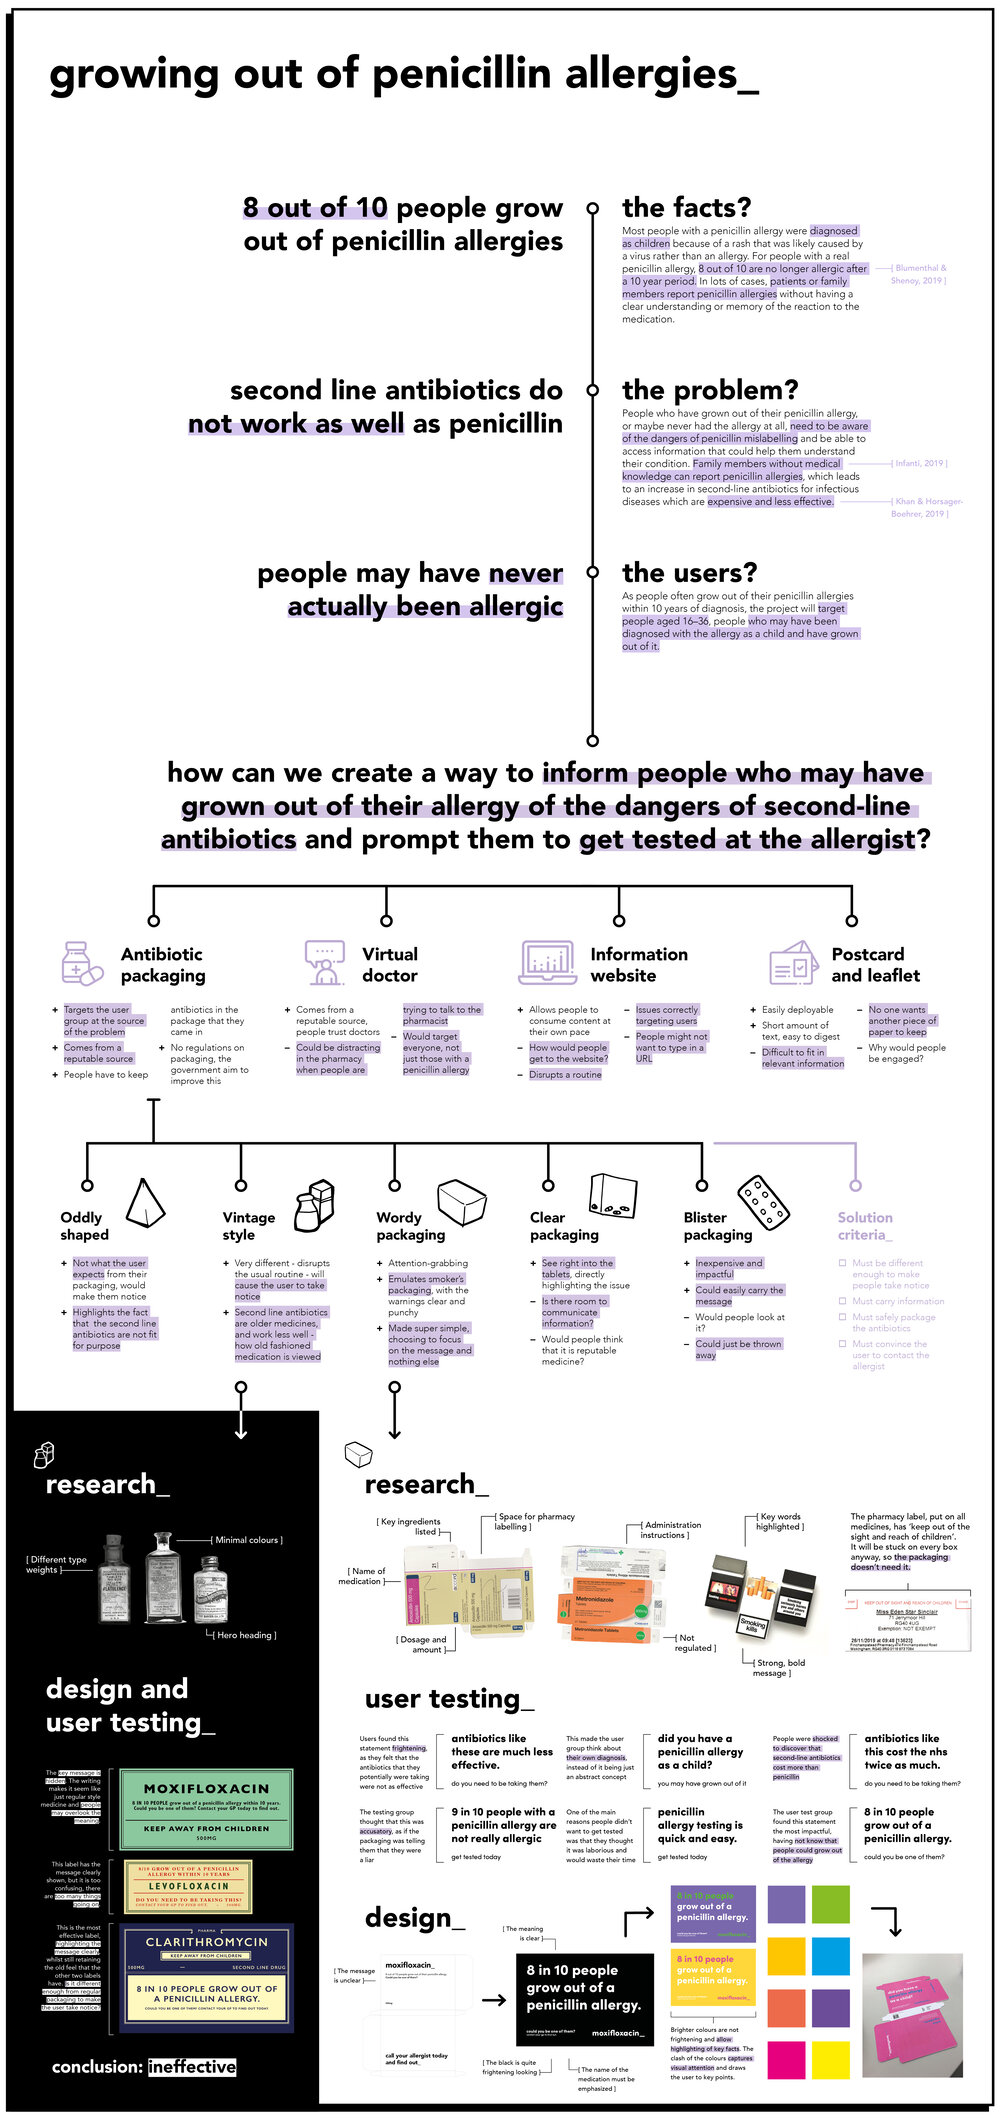 growing out of penicillin allergies_
8 out of 10 people grow
out of penicillin allergies
the facts?
Most people with a penicillin allergy were diagnosed
as children because of a rash that was likely caused by
a virus rather than an allergy. For people with a real
penicillin allergy, 8 out of 10 are no longer allergic after
a 10 year period. In lots of cases, patients or family
members report penicillin allergies without having a
clear understanding or memory of the reaction to the
medication.
[ Blumenthal &
Shenoy, 2019 ]
second line antibiotics do
not work as well as penicillin
the problem?
People who have grown out of their penicillin allergy,
or maybe never had the allergy at all, need to be aware
of the dangers of penicillin mislabelling and be able to
access information that could help them understand
their condition. Family members without medical
knowledge can report penicillin allergies, which leads
to an increase in second-line antibiotics for infectious
diseases which are expensive and less effective.
[ Infanti, 2019 ]
[ Khan & Horsager-
Boehrer, 2019 ]
people may have never
actually been allergic
the users?
As people often grow out of their penicillin allergies
within 10 years of diagnosis, the project will target
people aged 16–36, people who may have been
diagnosed with the allergy as a child and have grown
out of it.
how can we create a way to inform people who may have
grown out of their allergy of the dangers of second-line
antibiotics and prompt them to get tested at the allergist?
Antibiotic
packaging
+ Targets the user
group at the source
of the problem
+ Comes from a
reputable source
+ People have to keep
antibiotics in the
package that they
came in
+ No regulations on
packaging, the
government aim to
improve this
Virtual
doctor
+ Comes from a
reputable source,
people trust doctors
– Could be distracting
in the pharmacy
when people are
trying to talk to the
pharmacist
– Would target
everyone, not
just those with a
penicillin allergy
Information
website
+ Allows people to
consume content at
their own pace
– How would people
get to the website?
– Disrupts a routine
– Issues correctly
targeting users
– People might not
want to type in a
URL
Postcard
and leaflet
+ Easily deployable
+ Short amount of
text, easy to digest
– Difficult to fit in
relevant information
– No one wants
another piece of
paper to keep
– Why would people
be engaged?
Oddly
shaped
+ Not what the user
expects from their
packaging, would
make them notice
+ Highlights the fact
that the second line
antibiotics are not fit
for purpose
Vintage
style
+ Very different - disrupts
the usual routine - will
cause the user to take
notice
+ Second line antibiotics
are older medicines,
and work less well -
how old fashioned
medication is viewed
Wordy
packaging
+ Attention-grabbing
+ Emulates smoker's
packaging, with the
warnings clear and
punchy
+ Made super simple,
choosing to focus
on the message and
nothing else
Clear
packaging
+ See right into the
tablets, directly
highlighting the issue
– Is there room to
communicate
information?
– Would people think
that it is reputable
medicine?
Blister
packaging
+ Inexpensive and
impactful
+ Could easily carry the
message
– Would people look at
it?
– Could just be thrown
away
Solution
criteria_
Must be different
enough to make
people take notice
Must carry information
Must safely package
the antibiotics
Must convince the
user to contact the
allergist
research_
[ Different type
weights ]
[ Minimal colours ]
[ Hero heading ]
design and
user testing_
The key message is
hidden. The writing
makes it seem like
just regular style
medicine and people
may overlook the
meaning.
MOXIFLOXACIN
8 IN 10 PEOPLE grow out of a penicillin allergy within 10 years.
Could you be one of them? Contact your GP today to find out.
KEEP AWAY FROM CHILDREN
500MG
This label has the
message clearly
shown, but it is too
confusing, there
are too many things
going on.
8/10 GROW OUT OF A PENICILLIN
ALLERGY WITHIN 10 YEARS
LEVOFLOXACIN
DO YOU NEED TO BE TAKING THIS?
CONTACT YOUR GP TO FIND OUT. - 500MG
This is the most
effective label,
highlighting the
message clearly,
whilst still retaining
the old feel that the
other two labels
have. Is it different
enough from regular
packaging to make
the user take notice?
PHARMA
CLARITHROMYCIN
KEEP AWAY FROM CHILDREN
500MG — SECOND LINE DRUG
8 IN 10 PEOPLE GROW OUT OF
A PENICILLIN ALLERGY.
COULD YOU BE ONE OF THEM? CONTACT YOUR GP TO FIND OUT TODAY.
conclusion: ineffective
research_
[ Key ingredients
listed ]
[ Space for pharmacy
labelling ]
[ Name of
medication ]
[ Dosage and
amount ]
[ Administration
instructions ]
Metronidazole
Metronidazole Tablets
[ Not
regulated ]
[ Key words
highlighted ]
Smoking
kills
[ Strong, bold
message ]
The pharmacy label, put on all
medicines, has 'keep out of the
sight and reach of children'.
It will be stuck on every box
anyway, so the packaging
doesn't need it.
KEEP OUT OF SIGHT AND REACH OF CHILDREN
Miss Eden Star Sinclair
71 Jerrymoor Hill
RG40 4UG
Exemption: NOT EXEMPT
28/11/2019 at 09:48 [13623]
user testing_
Users found this
statement frightening,
as they felt that the
antibiotics that they
potentially were taking
were not as effective
antibiotics like
these are much less
effective.
do you need to be taking them?
This made the user
group think about
their own diagnosis,
instead of it being just
an abstract concept
did you have a
penicillin allergy
as a child?
you may have grown out of it
People were shocked
to discover that
second-line antibiotics
cost more than
penicillin
antibiotics like
this cost the nhs
twice as much.
do you need to be taking them?
The testing group
thought that this was
accusatory, as if the
packaging was telling
them that they were
a liar
9 in 10 people with a
penicillin allergy are
not really allergic
get tested today
One of the main
reasons people didn't
want to get tested
was that they thought
it was laborious and
would waste their time
penicillin
allergy testing is
quick and easy.
get tested today
The user test group
found this statement
the most impactful,
having not know that
people could grow out
of the allergy
8 in 10 people
grow out of a
penicillin allergy.
could you be one of them?
design_
[ The message
is unclear ]
moxifloxacin_
call your allergist today
and find out_
[ The meaning
is clear ]
8 in 10 people
grow out of a
penicillin allergy.
could you be one of them?
moxifloxacin_
[ The black is quite
frightening looking ]
[ The name of the
medication must be
emphasized ]
8 in 10 people
grow out of a
penicillin allergy.
moxifloxacin_
8 in 10 people
grow out of a
penicillin allergy.
moxifloxacin_
Brighter colours are not
frightening and allow
highlighting of key facts. The
clash of the colours captures
visual attention and draws
the user to key points.